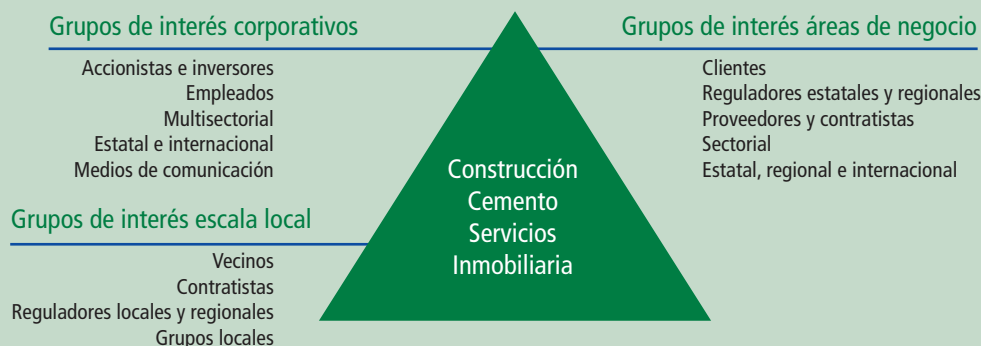 Grupos de interés corporativos
Accionistas e inversores
Empleados
Multisectorial
Estatal e internacional
Medios de comunicación
Grupos de interés áreas de negocio
Clientes
Reguladores estatales y regionales
Proveedores y contratistas
Sectorial
Estatal, regional e internacional
Construcción
Cemento
Servicios
Inmobiliaria
Grupos de interés escala local
Vecinos
Contratistas
Reguladores locales y regionales
Grupos locales